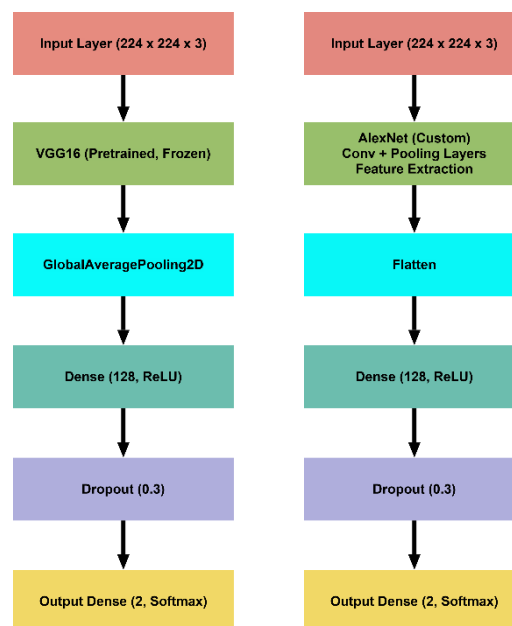 Input Layer (224 x 224 x 3)
VGG16 (Pretrained, Frozen)
GlobalAveragePooling2D
Dense (128, ReLU)
Dropout (0.3)
Output Dense (2, Softmax)
Input Layer (224 x 224 x 3)
AlexNet (Custom)
Conv + Pooling Layers
Feature Extraction
Flatten
Dense (128, ReLU)
Dropout (0.3)
Output Dense (2, Softmax)